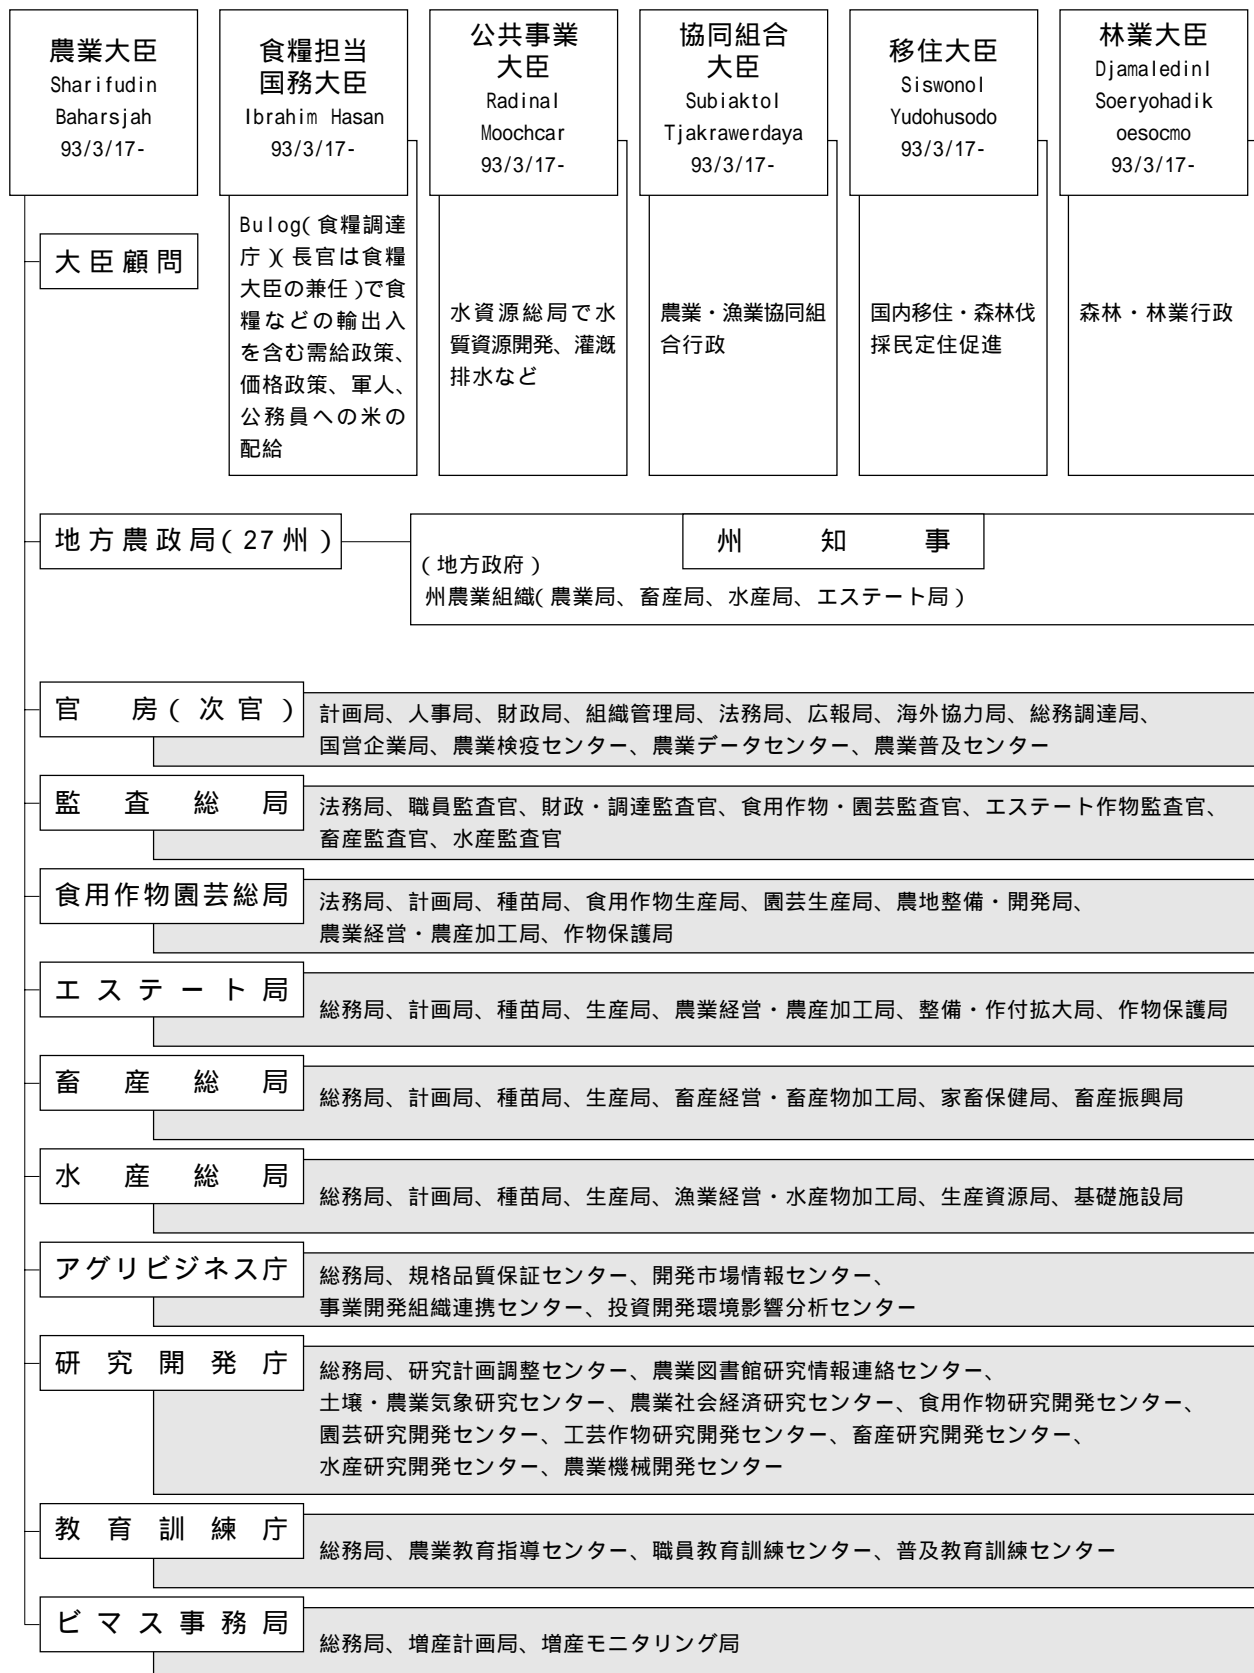 農業大臣
Sharifudin
Baharsjah
93/3/17-
食糧担当
国務大臣
Ibrahim Hasan
93/3/17-
公共事業
大臣
Radinal
Moochcar
93/3/17-
協同組合
大臣
Subiaktol
Tjakrawerdaya
93/3/17-
移住大臣
Siswonol
Yudohusodo
93/3/17-
林業大臣
Djamaledinl
Soeryohadik
oesocmo
93/3/17-
大臣顧問
Bulog(食糧調達
庁)(長官は食糧
大臣の兼任)で食
糧などの輸出入
を含む需給政策、
価格政策、軍人、
公務員への米の
配給
水資源総局で水
質資源開発、灌漑
排水など
農業・漁業協同組
合行政
国内移住・森林伐
採民定住促進
森林・林業行政
地方農政局(27州)
州知事
(地方政府)
州農業組織(農業局、畜産局、水産局、エステート局)
官房(次官)
計画局、人事局、財政局、組織管理局、法務局、広報局、海外協力局、総務調達局、
国営企業局、農業検疫センター、農業データセンター、農業普及センター
監査総局
法務局、職員監査官、財政・調達監査官、食用作物・園芸監査官、エステート作物監査官、
畜産監査官、水産監査官
食用作物園芸総局
法務局、計画局、種苗局、食用作物生産局、園芸生産局、農地整備・開発局、
農業経営・農産加工局、作物保護局
エステート局
総務局、計画局、種苗局、生産局、農業経営・農産加工局、整備・作付拡大局、作物保護局
畜産総局
総務局、計画局、種苗局、生産局、畜産経営・畜産物加工局、家畜保健局、畜産振興局
水産総局
総務局、計画局、種苗局、生産局、漁業経営・水産物加工局、生産資源局、基礎施設局
アグリビジネス庁
総務局、規格品質保証センター、開発市場情報センター、
事業開発組織連携センター、投資開発環境影響分析センター
研究開発庁
総務局、研究計画調整センター、農業図書館研究情報連絡センター、
土壌・農業気象研究センター、農業社会経済研究センター、食用作物研究開発センター、
園芸研究開発センター、工芸作物研究開発センター、畜産研究開発センター、
水産研究開発センター、農業機械開発センター
教育訓練庁
総務局、農業教育指導センター、職員教育訓練センター、普及教育訓練センター
ビマス事務局
総務局、増産計画局、増産モニタリング局